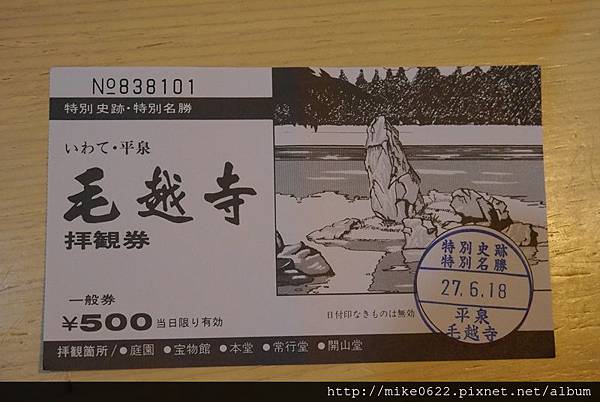 №838101
特別史跡・特別名勝
いわて・平泉
毛越寺
拝観券
一般券
¥500 当日限り有効
日付印なきものは無効
特別史跡
特別名勝
27.6.18
平泉
毛越寺
拝観箇所/●庭園 ●宝物館 ●本堂 ●常行堂 ●開山堂
http://mike0622.pixnet.net/album